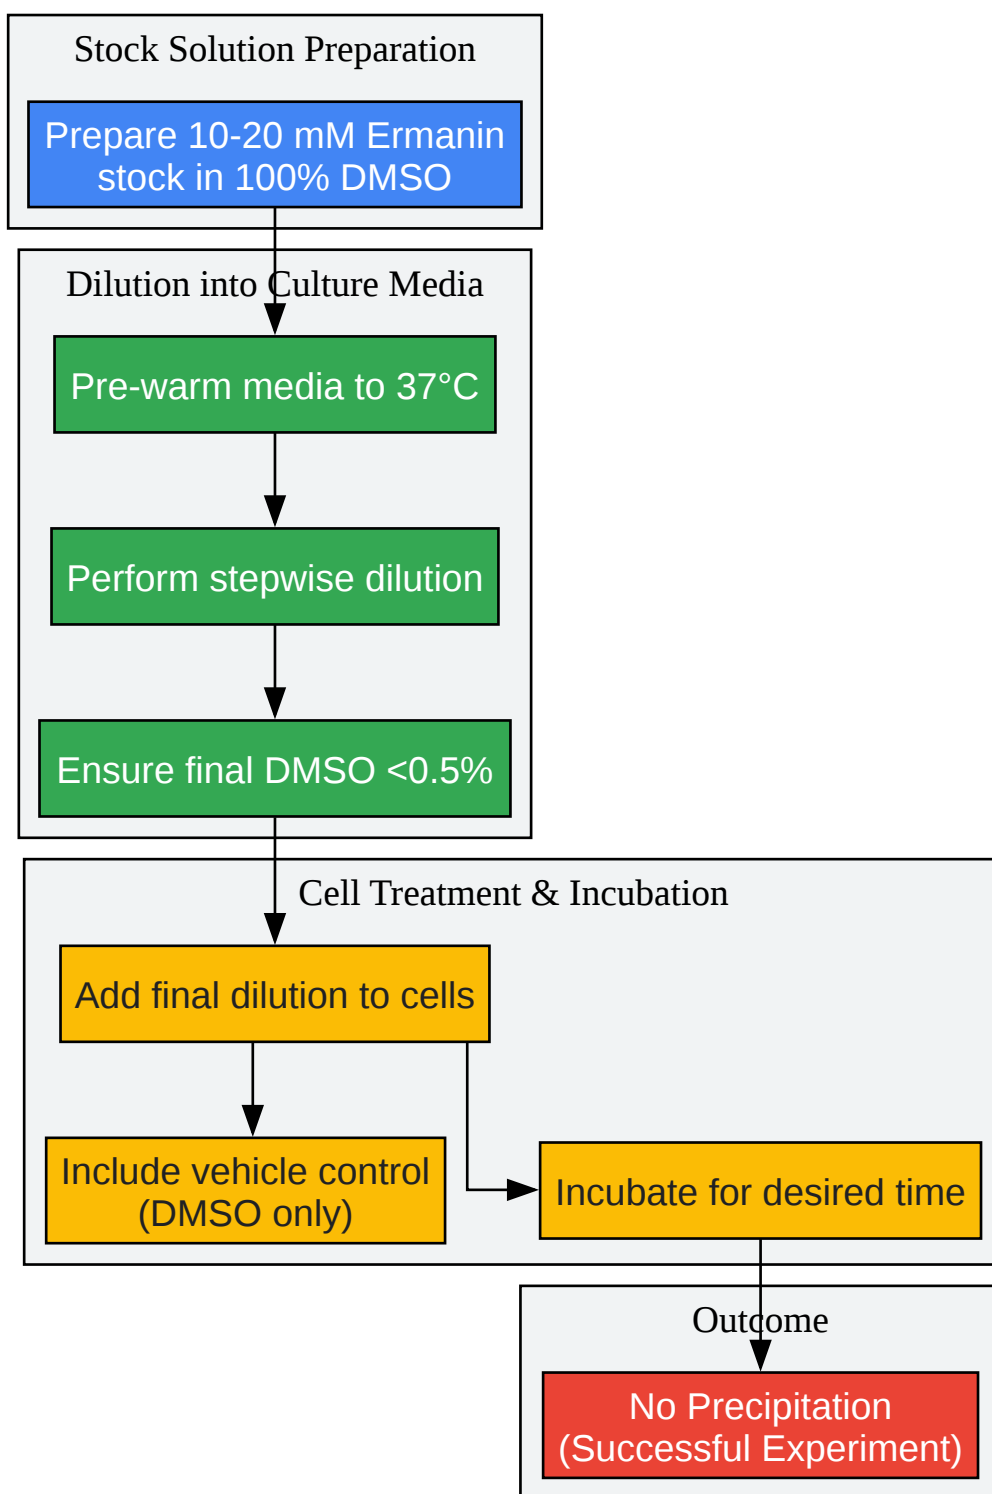 Stock Solution Preparation
Prepare 10-20 mM Ermanin
stock in 100% DMSO
Dilution into Culture Media
Pre-warm media to 37°C
Perform stepwise dilution
Ensure final DMSO <0.5%
Cell Treatment & Incubation
Add final dilution to cells
Include vehicle control
(DMSO only)
Incubate for desired time
Outcome
No Precipitation
(Successful Experiment)